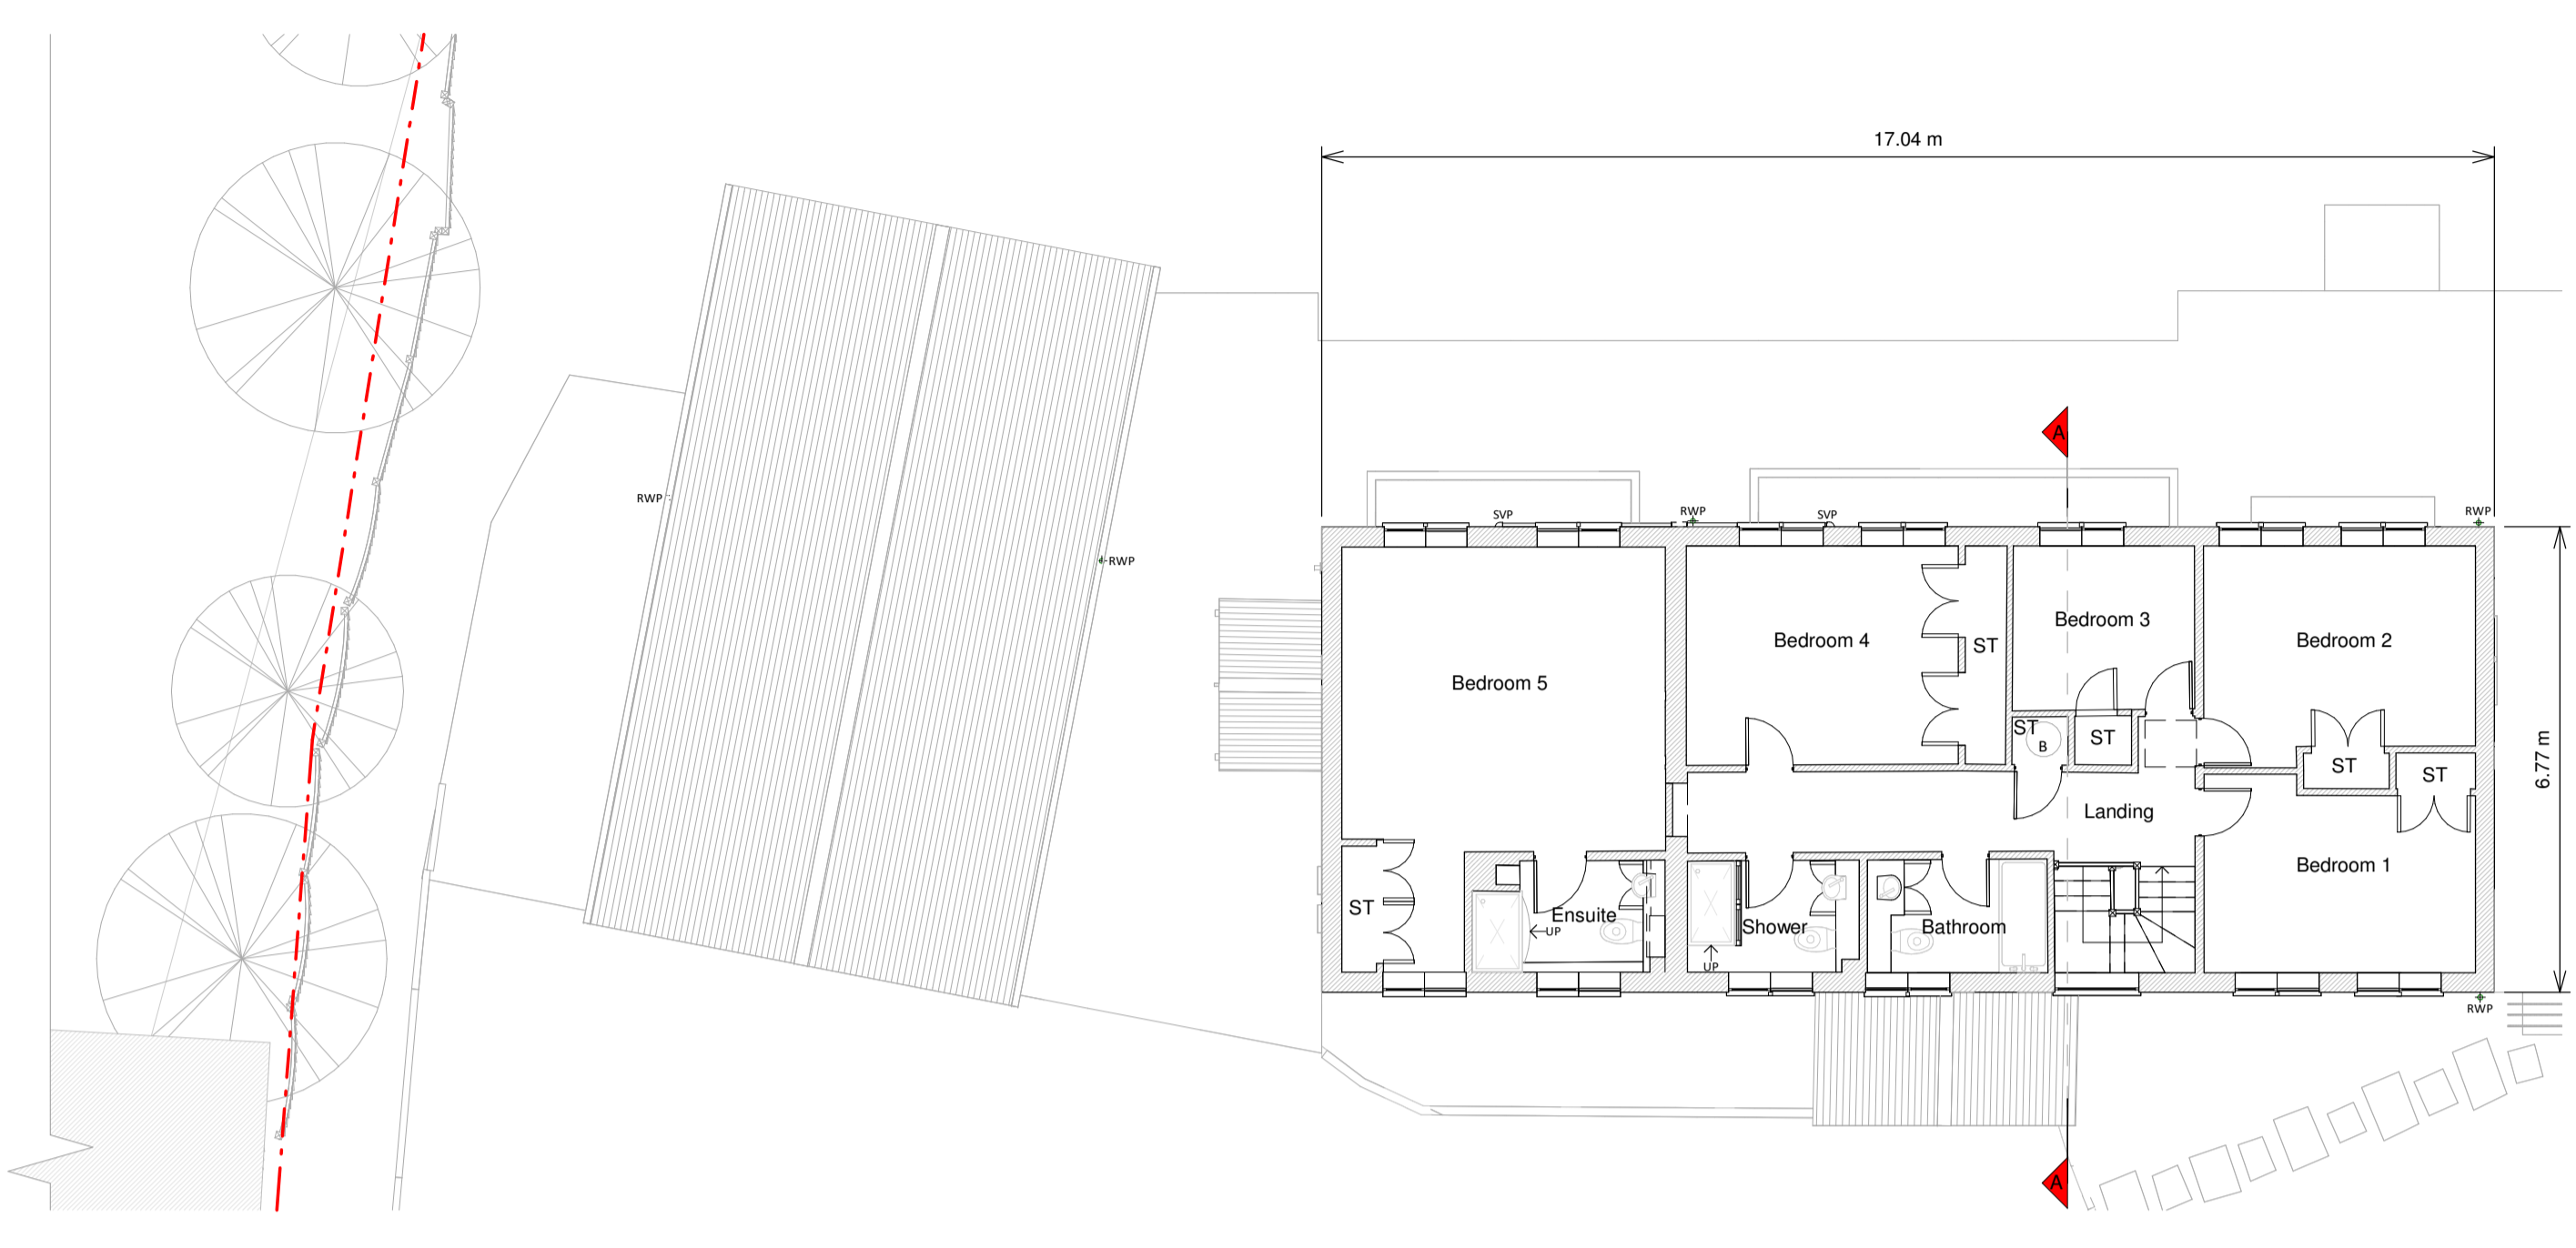 17.04 m
A
RWP
SVP
RWP
SVP
RWP
RWP
Bedroom 3
Bedroom 4
ST
Bedroom 2
Bedroom 5
ST
B
ST
ST
ST
6.77 m
Landing
Bedroom 1
ST
Ensuite
UP
Shower
UP
Bathroom
RWP
A